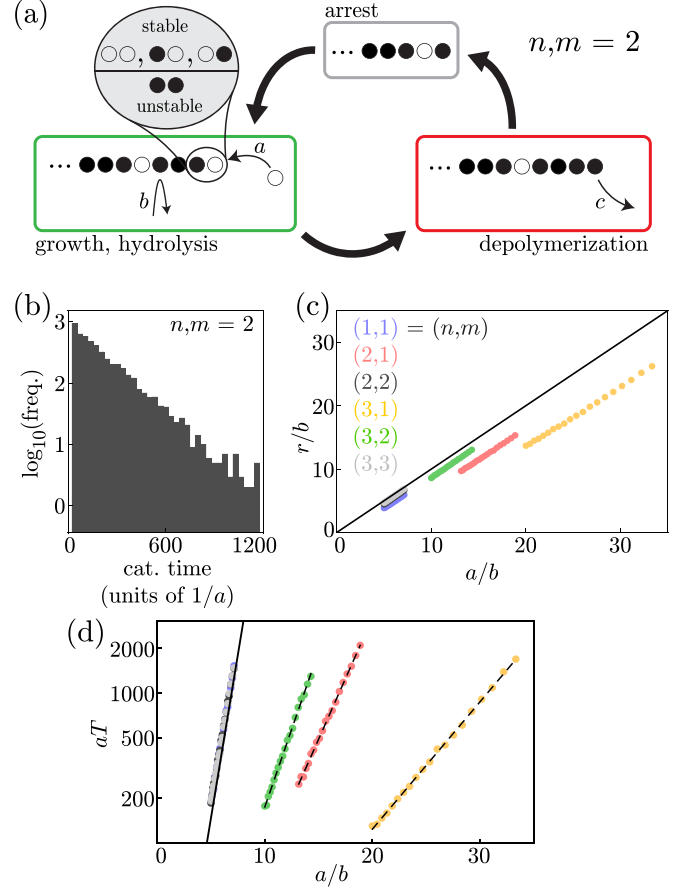 (a)
arrest
n,m = 2
stable
unstable
a
b
c
growth, hydrolysis
depolymerization
(b)
n,m = 2
log10(freq.)
3
2
1
0
0
600
1200
cat. time
(units of 1/a)
(c)
(1,1) = (n,m)
(2,1)
(2,2)
(3,1)
(3,2)
(3,3)
r/b
30
20
10
0
0
10
20
30
a/b
(d)
aT
2000
1000
500
200
10
20
30
a/b